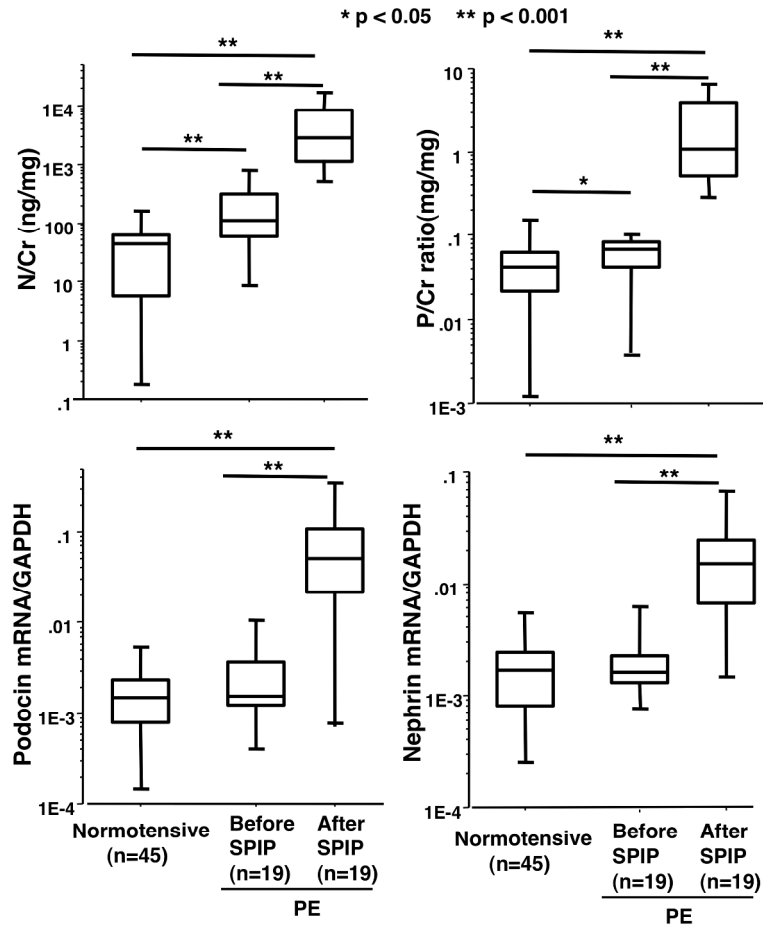 * p < 0.05 ** p < 0.001
**
**
**
N/Cr (ng/mg)
1E4
1E3
100
10
1
.1
**
**
*
P/Cr ratio(mg/mg)
10
1
.1
.01
1E-3
**
**
Podocin mRNA/GAPDH
.1
.01
1E-3
1E-4
Normotensive
(n=45)
Before
SPIP
(n=19)
After
SPIP
(n=19)
PE
**
**
Nephrin mRNA/GAPDH
.1
.01
1E-3
1E-4
Normotensive
(n=45)
Before
SPIP
(n=19)
After
SPIP
(n=19)
PE